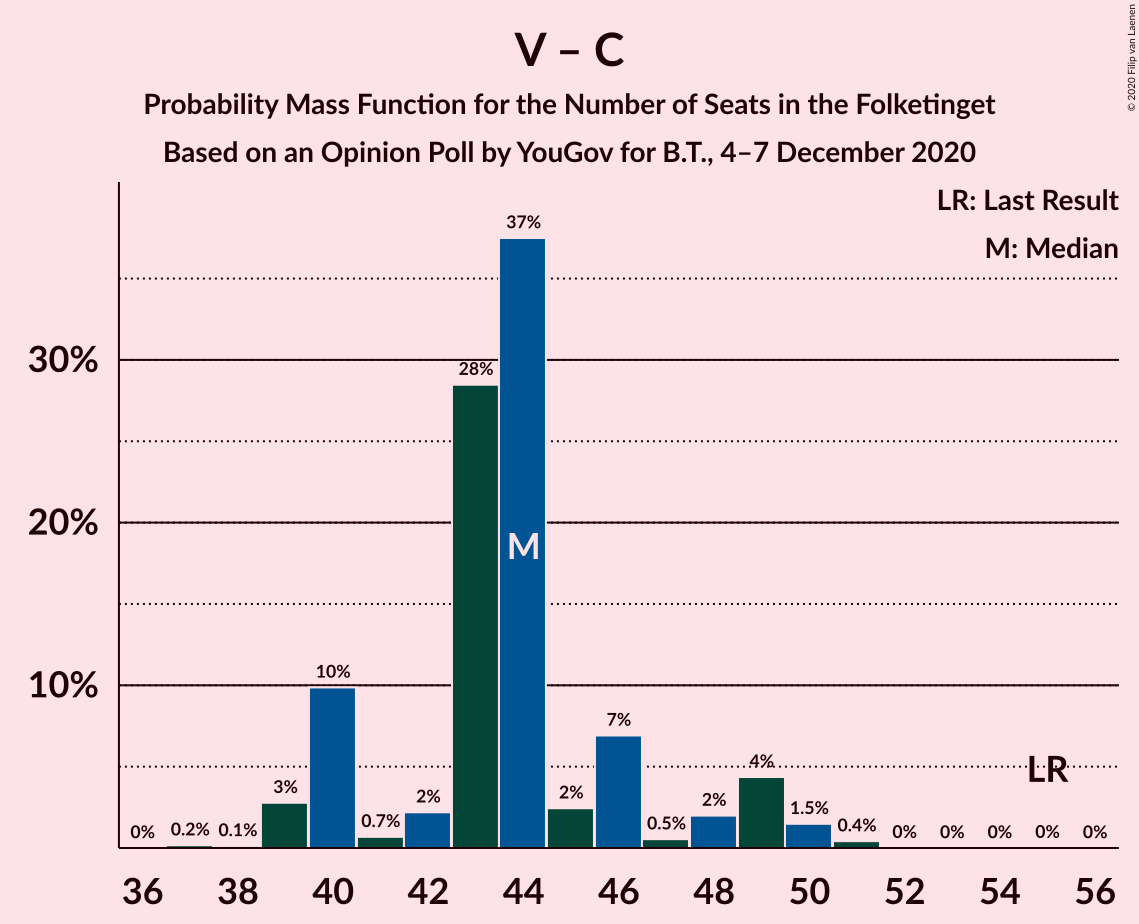 V – C
Probability Mass Function for the Number of Seats in the Folketinget
Based on an Opinion Poll by YouGov for B.T., 4–7 December 2020
© 2020 Filip van Laenen
LR: Last Result
M: Median
30%
20%
10%
0%
0.2%
0.1%
3%
10%
0.7%
2%
28%
37%
M
2%
7%
0.5%
2%
4%
1.5%
0.4%
0%
0%
0%
0%
0%
LR
36 38 40 42 44 46 48 50 52 54 56